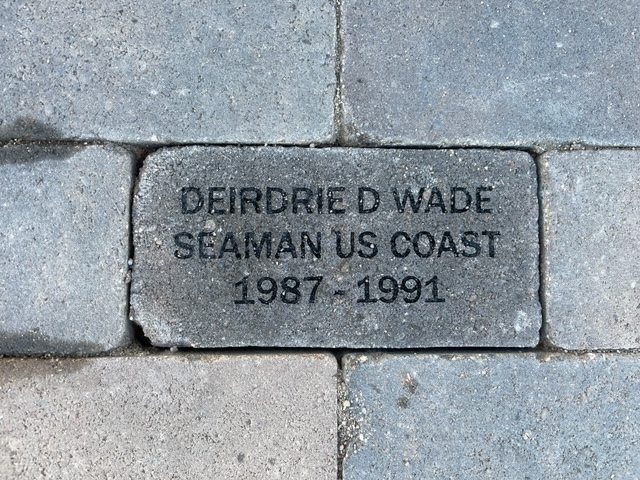 DEIRDRIE D WADE
SEAMAN US COAST
1987 - 1991